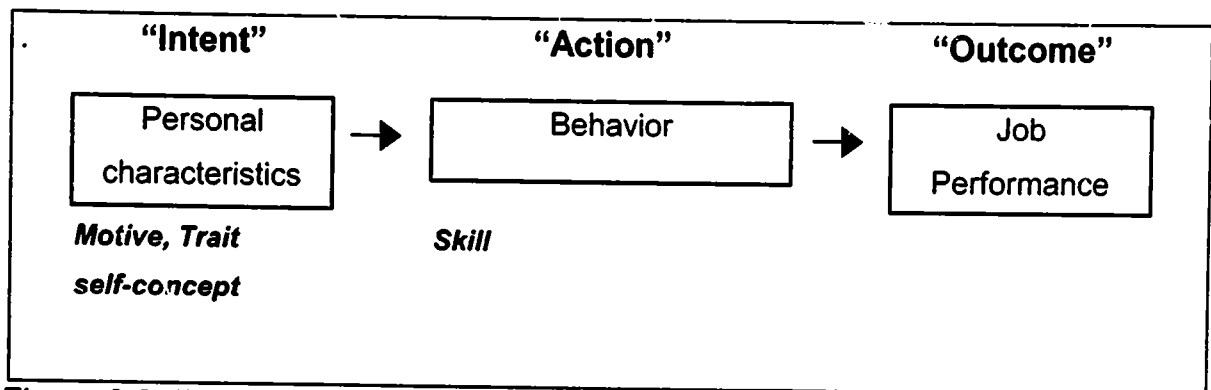 “Intent” “Action” “Outcome”
Personal
characteristics
Behavior
Job
Performance
Motive, Trait
self-concept
Skill